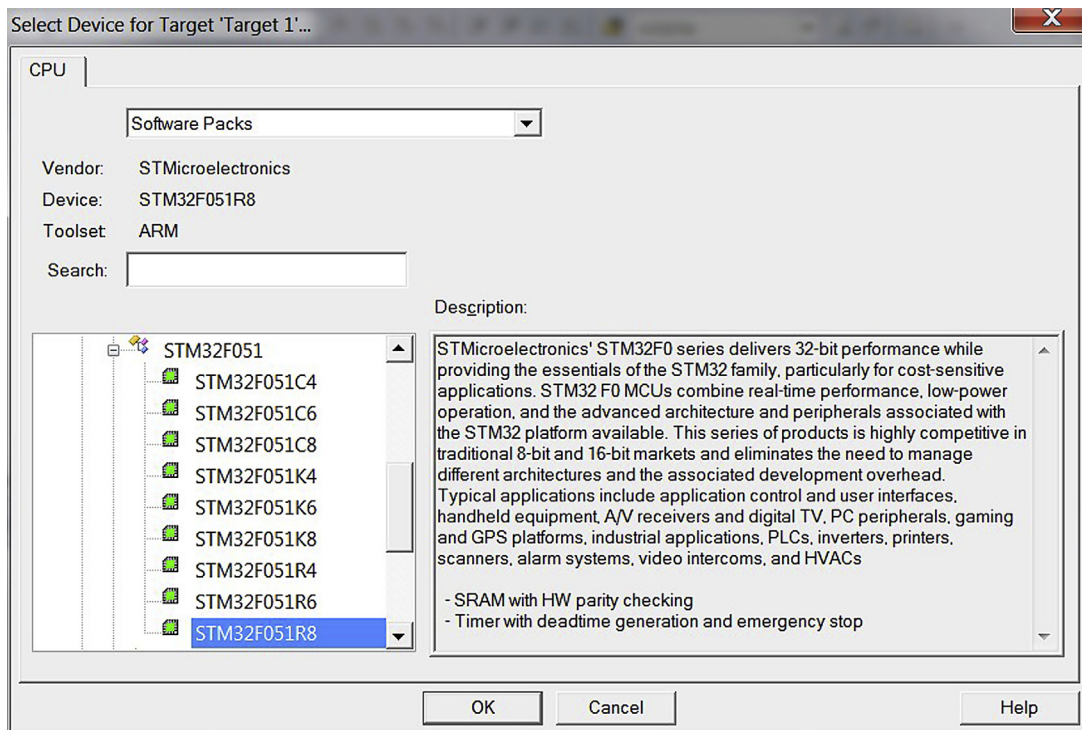 Select Device for Target 'Target 1'...
CPU
Software Packs
Vendor: STMicroelectronics
Device: STM32F051R8
Toolset: ARM
Search:
Description:
STM32F051
STM32F051C4
STM32F051C6
STM32F051C8
STM32F051K4
STM32F051K6
STM32F051K8
STM32F051R4
STM32F051R6
STM32F051R8
STMicroelectronics' STM32F0 series delivers 32-bit performance while
providing the essentials of the STM32 family, particularly for cost-sensitive
applications. STM32 F0 MCUs combine real-time performance, low-power
operation, and the advanced architecture and peripherals associated with
the STM32 platform available. This series of products is highly competitive in
traditional 8-bit and 16-bit markets and eliminates the need to manage
different architectures and the associated development overhead.
Typical applications include application control and user interfaces,
handheld equipment, A/V receivers and digital TV, PC peripherals, gaming
and GPS platforms, industrial applications, PLCs, inverters, printers,
scanners, alarm systems, video intercoms, and HVACs
- SRAM with HW parity checking
- Timer with deadtime generation and emergency stop
OK
Cancel
Help